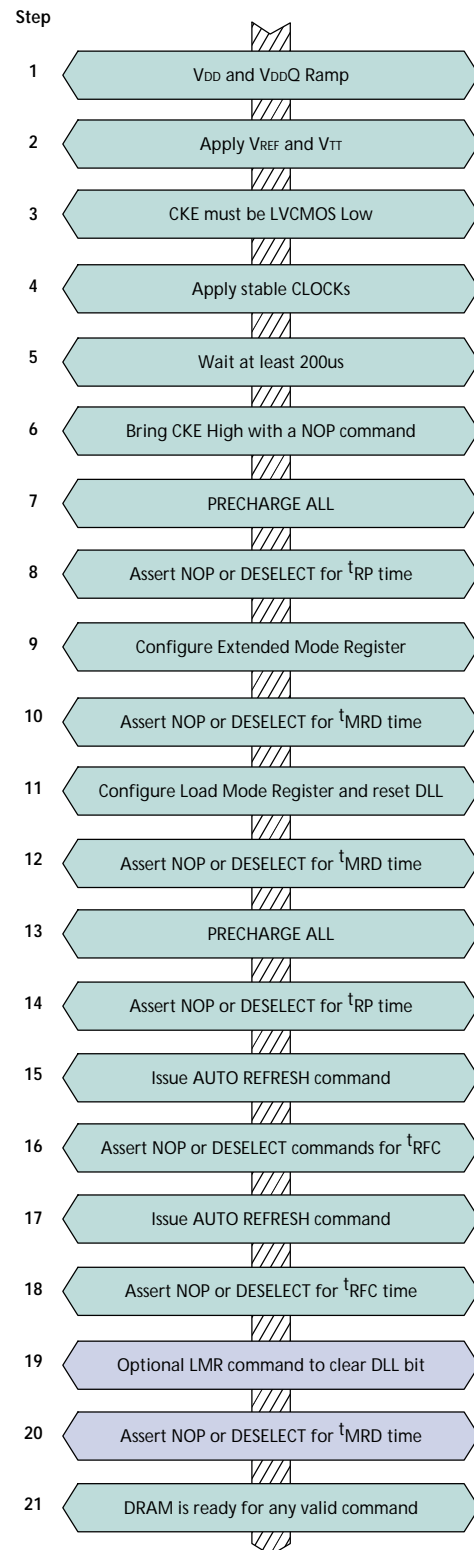 Step
1 VDD and VDDQ Ramp
2 Apply VREF and VTT
3 CKE must be LVCMOS Low
4 Apply stable CLOCKs
5 Wait at least 200us
6 Bring CKE High with a NOP command
7 PRECHARGE ALL
8 Assert NOP or DESELECT for tRP time
9 Configure Extended Mode Register
10 Assert NOP or DESELECT for tMRD time
11 Configure Load Mode Register and reset DLL
12 Assert NOP or DESELECT for tMRD time
13 PRECHARGE ALL
14 Assert NOP or DESELECT for tRP time
15 Issue AUTO REFRESH command
16 Assert NOP or DESELECT commands for tRFC
17 Issue AUTO REFRESH command
18 Assert NOP or DESELECT for tRFC time
19 Optional LMR command to clear DLL bit
20 Assert NOP or DESELECT for tMRD time
21 DRAM is ready for any valid command